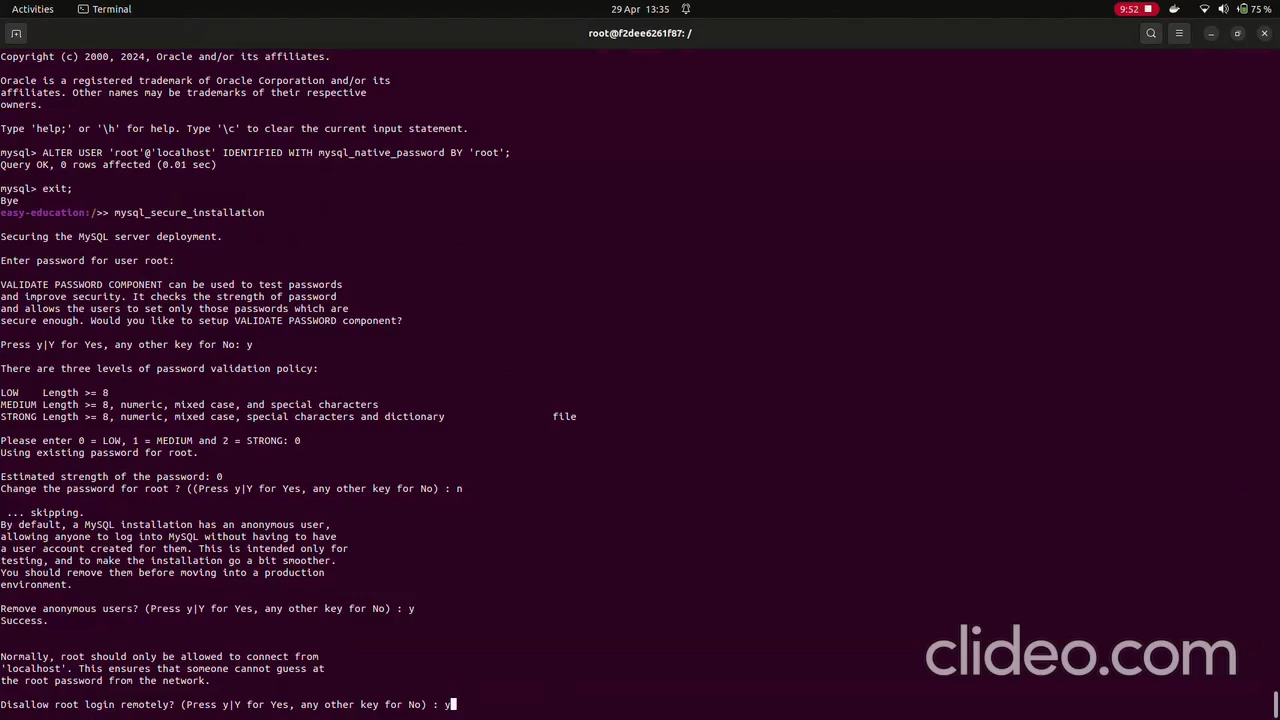 Activities
Terminal
29 Apr 13:35
9:52
75 %
root@f2dee6261f87: /
Copyright (c) 2000, 2024, Oracle and/or its affiliates.
Oracle is a registered trademark of Oracle Corporation and/or its
affiliates. Other names may be trademarks of their respective
owners.
Type 'help;' or '\h' for help. Type '\c' to clear the current input statement.
mysql> ALTER USER 'root'@'localhost' IDENTIFIED WITH mysql_native_password BY 'root';
Query OK, 0 rows affected (0.01 sec)
mysql> exit;
Bye
easy-education:/>> mysql_secure_installation
Securing the MySQL server deployment.
Enter password for user root:
VALIDATE PASSWORD COMPONENT can be used to test passwords
and improve security. It checks the strength of password
and allows the users to set only those passwords which are
secure enough. Would you like to setup VALIDATE PASSWORD component?
Press y|Y for Yes, any other key for No: y
There are three levels of password validation policy:
LOW    Length >= 8
MEDIUM Length >= 8, numeric, mixed case, and special characters
STRONG Length >= 8, numeric, mixed case, special characters and dictionary                  file
Please enter 0 = LOW, 1 = MEDIUM and 2 = STRONG: 0
Using existing password for root.
Estimated strength of the password: 0
Change the password for root ? ((Press y|Y for Yes, any other key for No) : n
... skipping.
By default, a MySQL installation has an anonymous user,
allowing anyone to log into MySQL without having to have
a user account created for them. This is intended only for
testing, and to make the installation go a bit smoother.
You should remove them before moving into a production
environment.
Remove anonymous users? (Press y|Y for Yes, any other key for No) : y
Success.
Normally, root should only be allowed to connect from
'localhost'. This ensures that someone cannot guess at
the root password from the network.
Disallow root login remotely? (Press y|Y for Yes, any other key for No) : y
clideo.com